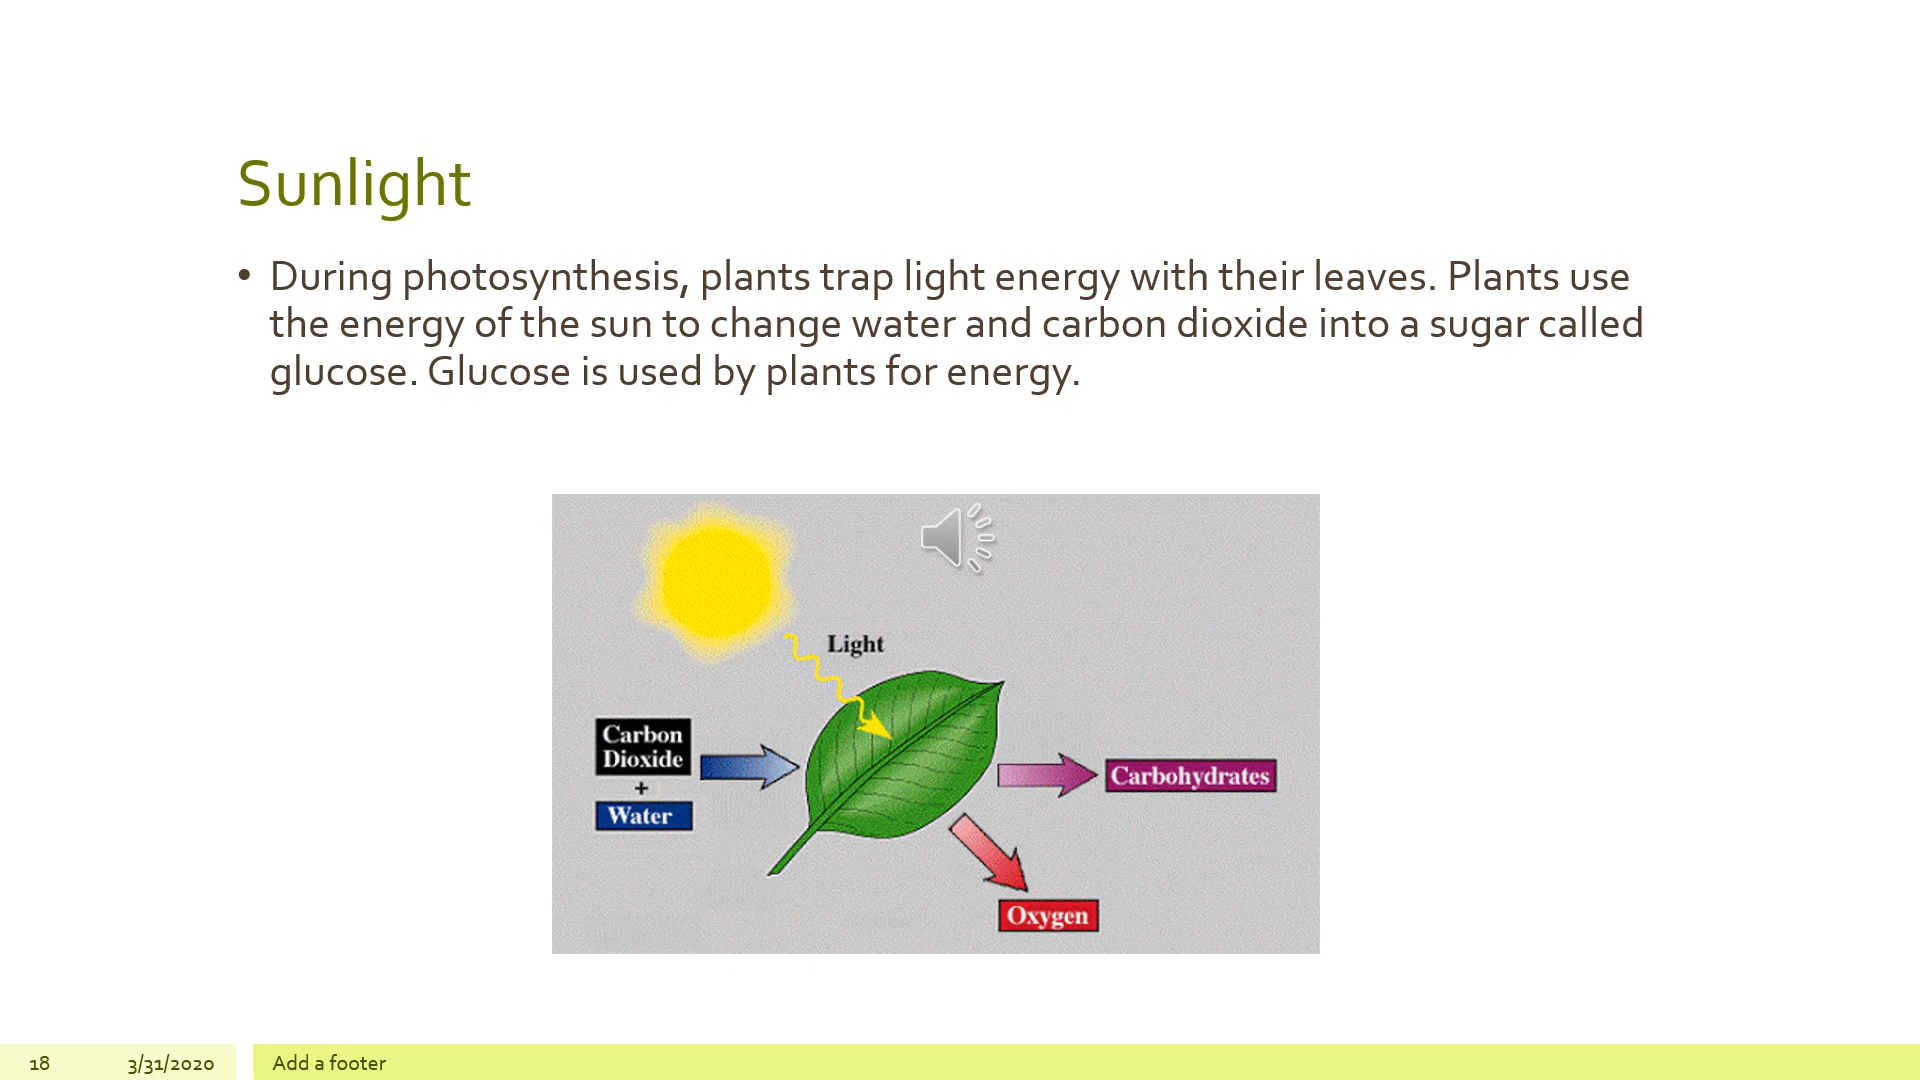 Sunlight
• During photosynthesis, plants trap light energy with their leaves. Plants use
the energy of the sun to change water and carbon dioxide into a sugar called
glucose. Glucose is used by plants for energy.
Light
Carbon
Dioxide
+
Water
Carbohydrates
Oxygen
18 3/31/2020 Add a footer